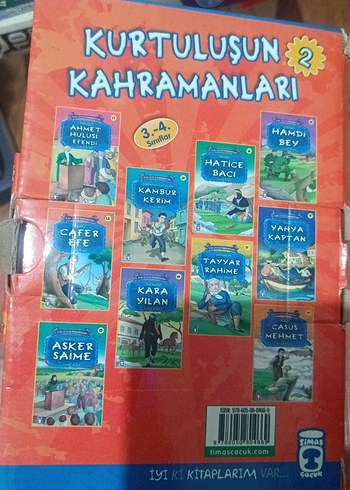 KURTULUŞUN
KAHRAMANLARI
2
3.-4.
Sınıflar
AHMET
HULUSİ
EFENDİ
KAMBUR
KERİM
HATİCE
BACI
HAMDİ
BEY
CAFER
EFE
KARA
YILAN
TAYYAR
RAHİME
YAHYA
KAPTAN
ASKER
SAİME
CASUS
MEHMET
timascocuk.com
TİMAŞ
ÇOCUK
İYİ Kİ KİTAPLARIM VAR...